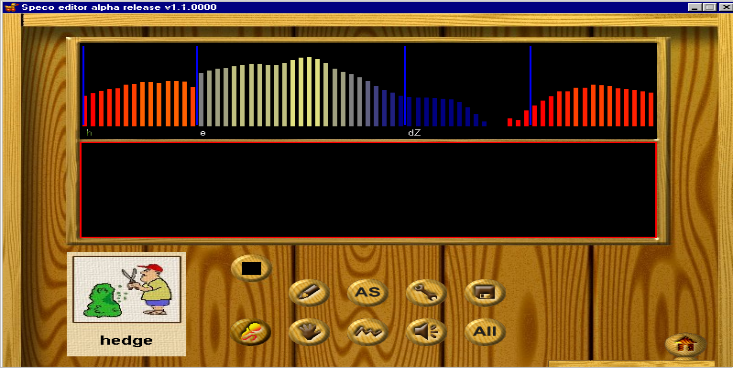 Speco editor alpha release v1.1.0000
h e dZ
AS
All
hedge